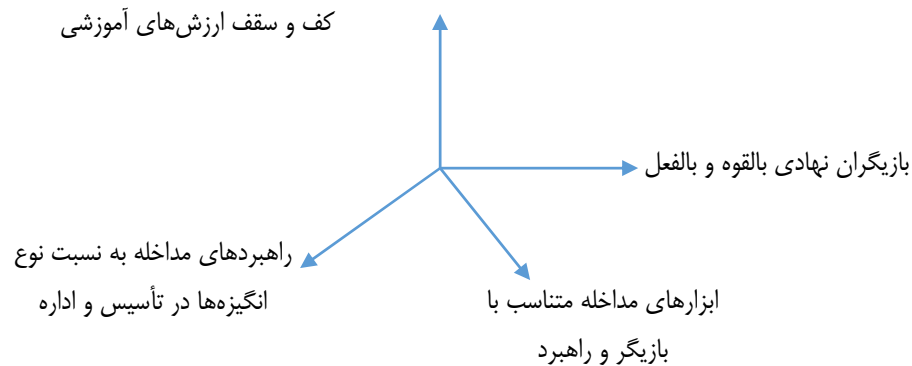 کف و سقف ارزش‌های آموزشی
بازیگران نهادی بالقوه و بالفعل
راهبردهای مداخله به نسبت نوع
انگیزه‌ها در تأسیس و اداره
ابزارهای مداخله متناسب با
بازیگر و راهبرد